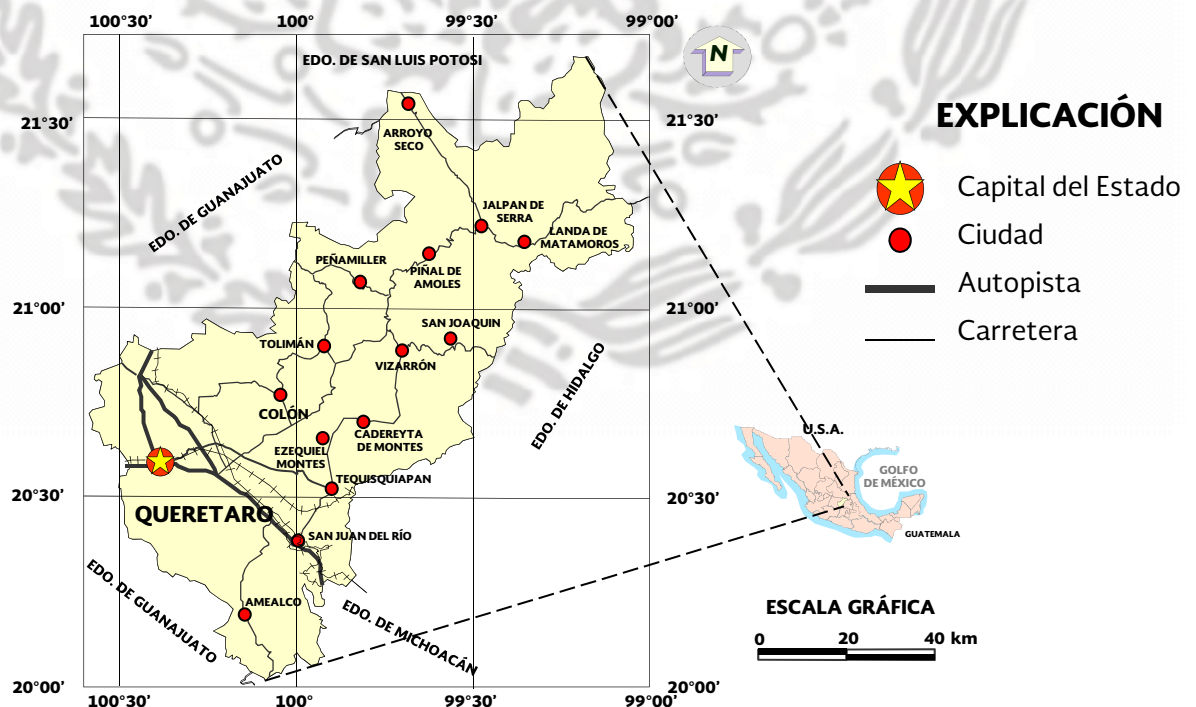 100°30’ 100° 99°30’ 99°00’
EDO. DE SAN LUIS POTOSI
N
EXPLICACIÓN
21°30’ 21°30’
ARROYO
SECO
EDO. DE GUANAJUATO
Capital del Estado
Ciudad
Autopista
Carretera
JALPAN DE
SERRA
LANDA DE
MATAMOROS
PEÑAMILLER
PIÑAL DE
AMOLES
21°00’ 21°00’
SAN JOAQUIN
TOLIMÁN
VIZARRÓN
EDO. DE HIDALGO
COLÓN
CADEREYTA
DE MONTES
EZEQUIEL
MONTES
TEQUISQUIAPAN
U.S.A.
GOLFO
DE MÉXICO
GUATEMALA
20°30’ 20°30’
QUERETARO
SAN JUAN DEL RÍO
EDO. DE GUANAJUATO
AMEALCO
EDO. DE MICHOACÁN
ESCALA GRÁFICA
0 20 40 km
20°00’ 20°00’
100°30’ 100° 99°30’ 99°00’